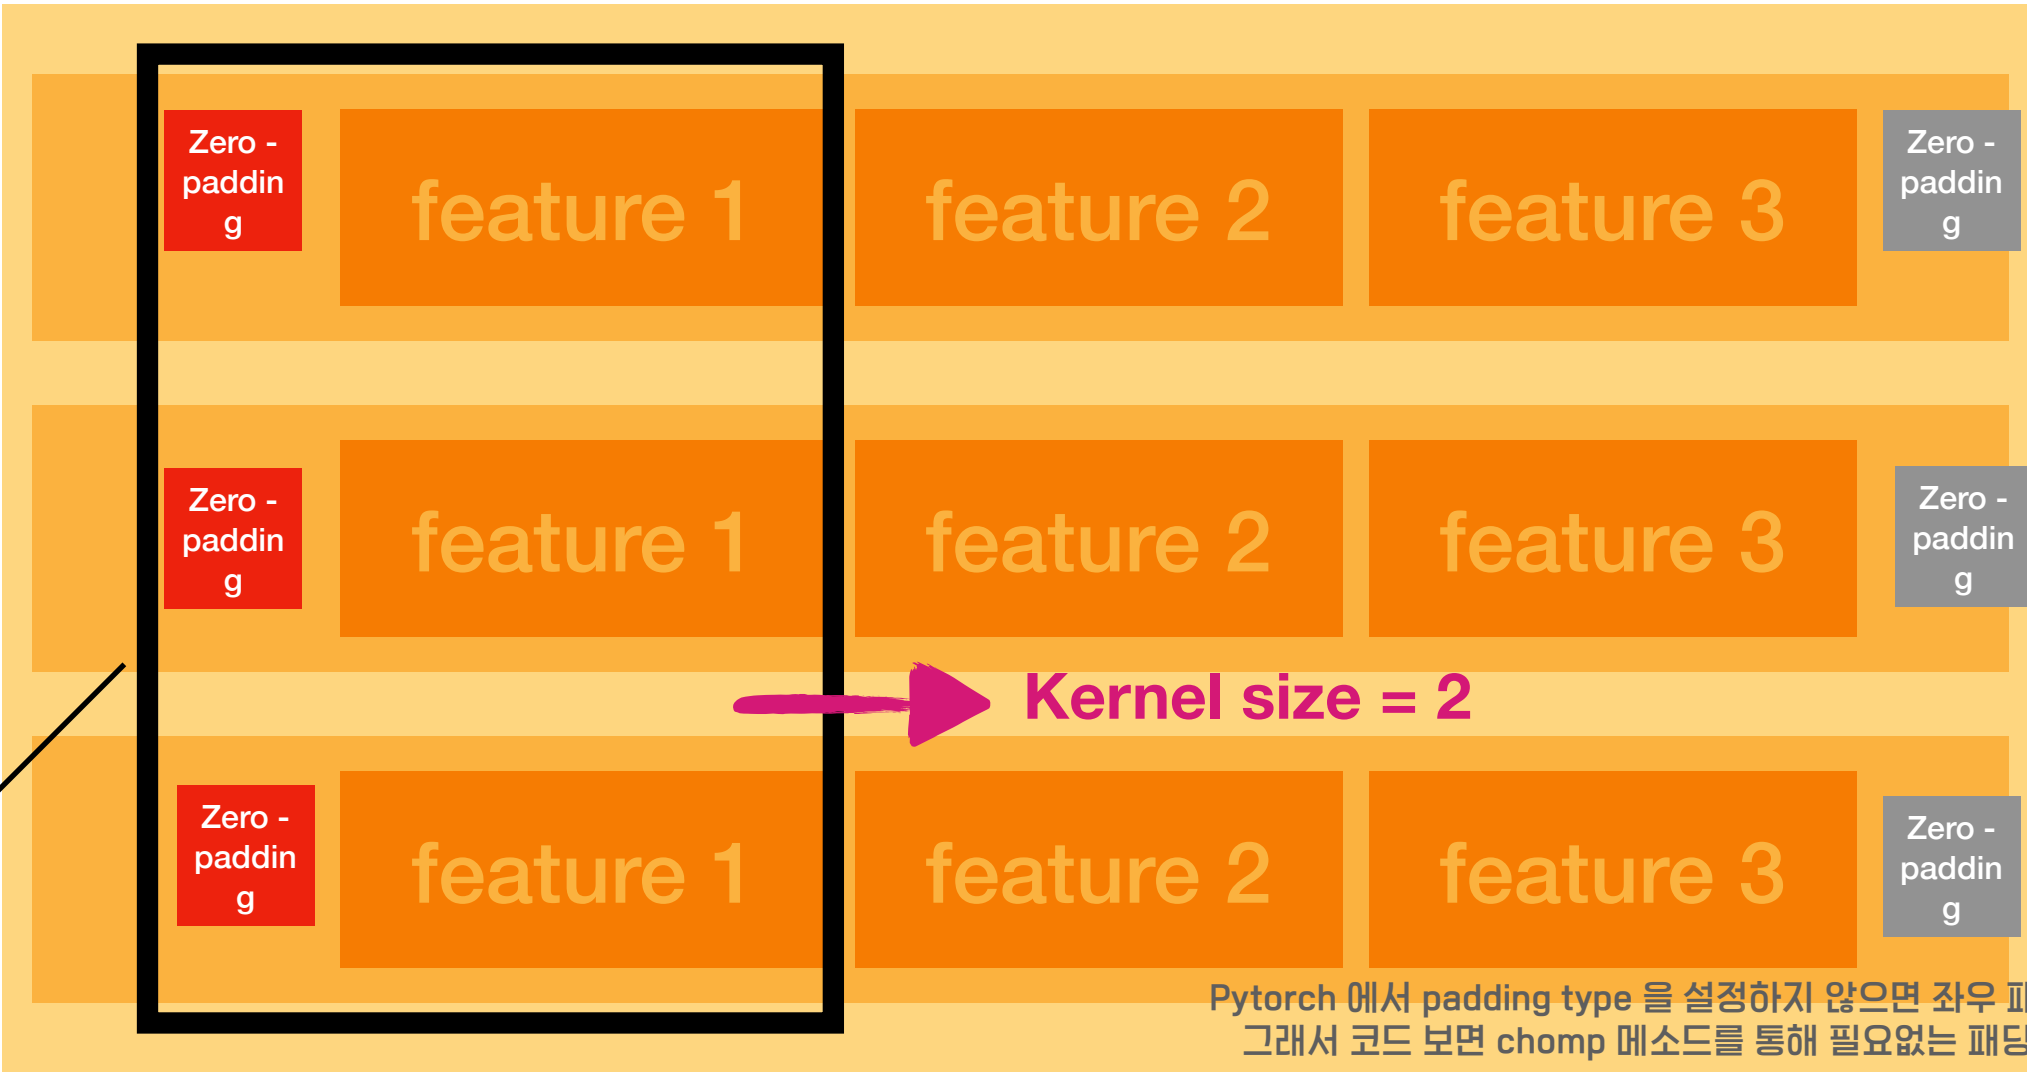 Zero -
paddin
g
feature 1
feature 2
feature 3
Zero -
paddin
g
Zero -
paddin
g
feature 1
feature 2
feature 3
Zero -
paddin
g
Kernel size = 2
Zero -
paddin
g
feature 1
feature 2
feature 3
Zero -
paddin
g
Pytorch 에서 padding type 을 설정하지 않으면 좌우
그래서 코드 보면 chomp 메소드를 통해 필요없는 패딩